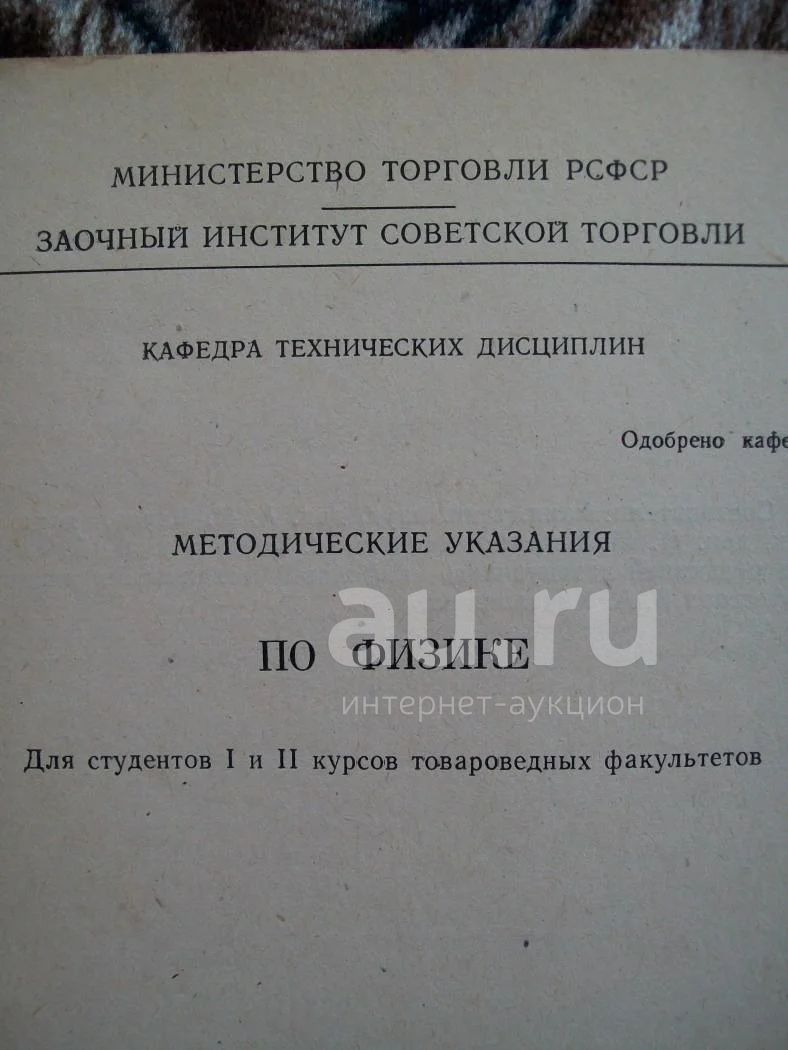 МИНИСТЕРСТВО ТОРГОВЛИ РСФСР
ЗАОЧНЫЙ ИНСТИТУТ СОВЕТСКОЙ ТОРГОВЛИ
КАФЕДРА ТЕХНИЧЕСКИХ ДИСЦИПЛИН
Одобрено кафе
МЕТОДИЧЕСКИЕ УКАЗАНИЯ
au.ru
ПО ФИЗИКЕ
интернет-аукцион
Для студентов I и II курсов товароведных факультетов